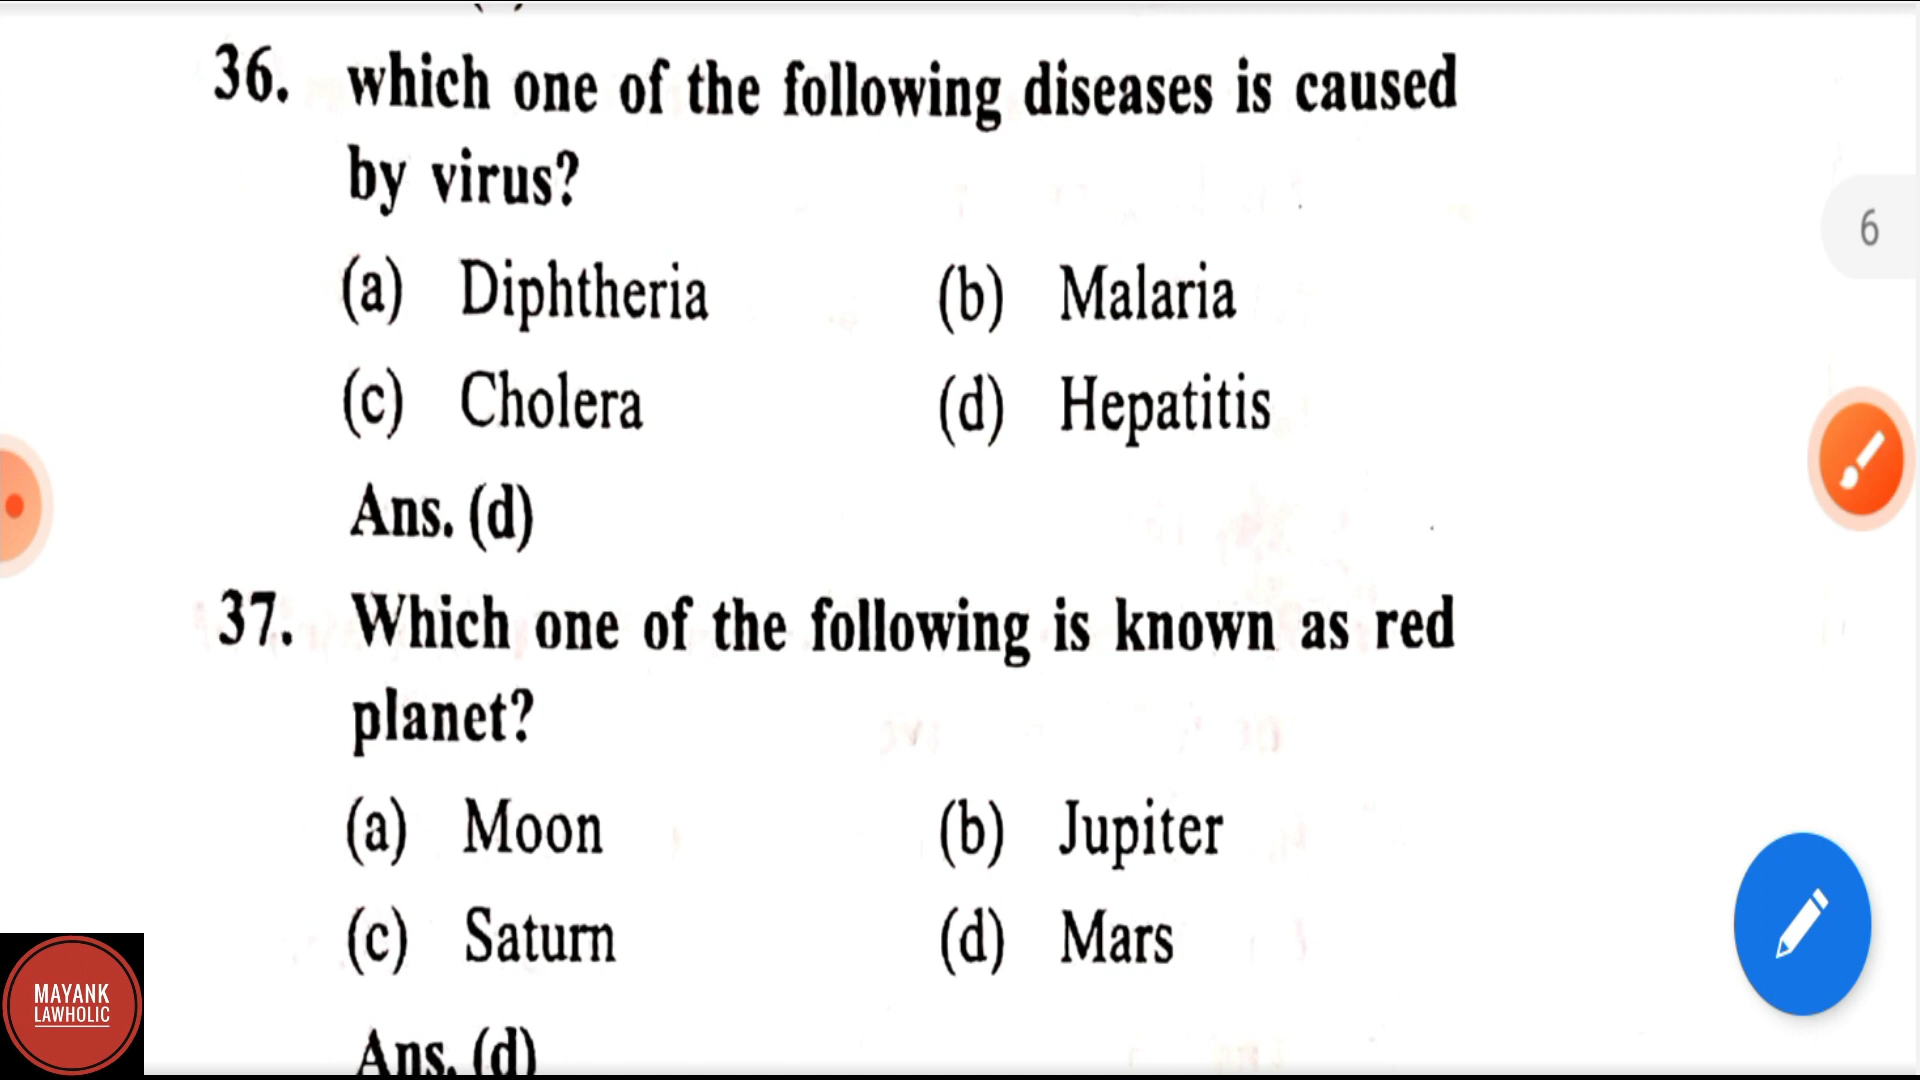 36. which one of the following diseases is caused
by virus?
(a) Diphtheria (b) Malaria
(c) Cholera (d) Hepatitis
Ans. (d)
37. Which one of the following is known as red
planet?
(a) Moon (b) Jupiter
(c) Saturn (d) Mars
Ans. (d)
6
MAYANK
LAWHOLIC